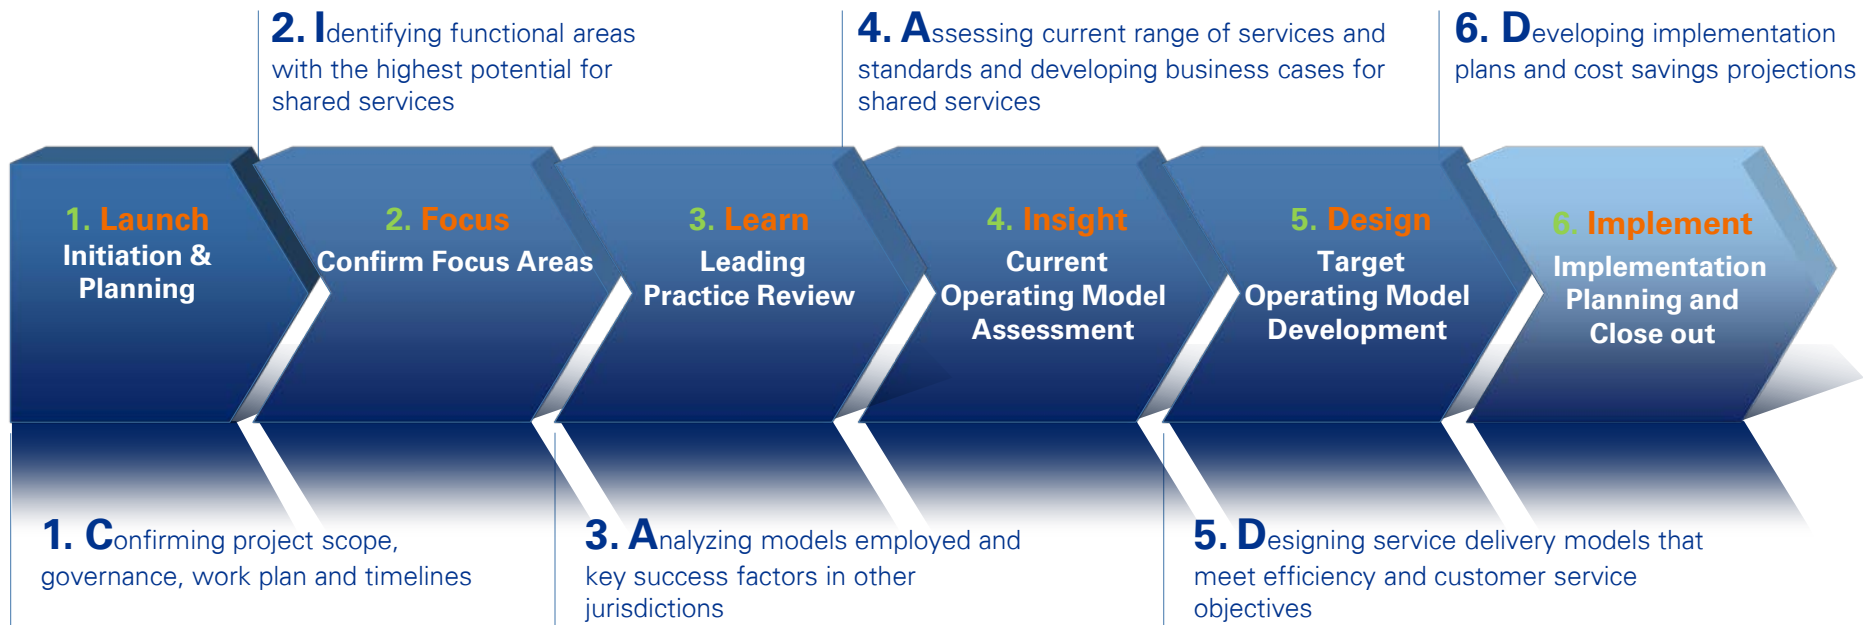 2. Identifying functional areas
with the highest potential for
shared services
4. Assessing current range of services and
standards and developing business cases for
shared services
6. Developing implementation
plans and cost savings projections
1. Launch
Initiation &
Planning
2. Focus
Confirm Focus Areas
3. Learn
Leading
Practice Review
4. Insight
Current
Operating Model
Assessment
5. Design
Target
Operating Model
Development
6. Implement
Implementation
Planning and
Close out
1. Confirming project scope,
governance, work plan and timelines
3. Analyzing models employed and
key success factors in other
jurisdictions
5. Designing service delivery models that
meet efficiency and customer service
objectives